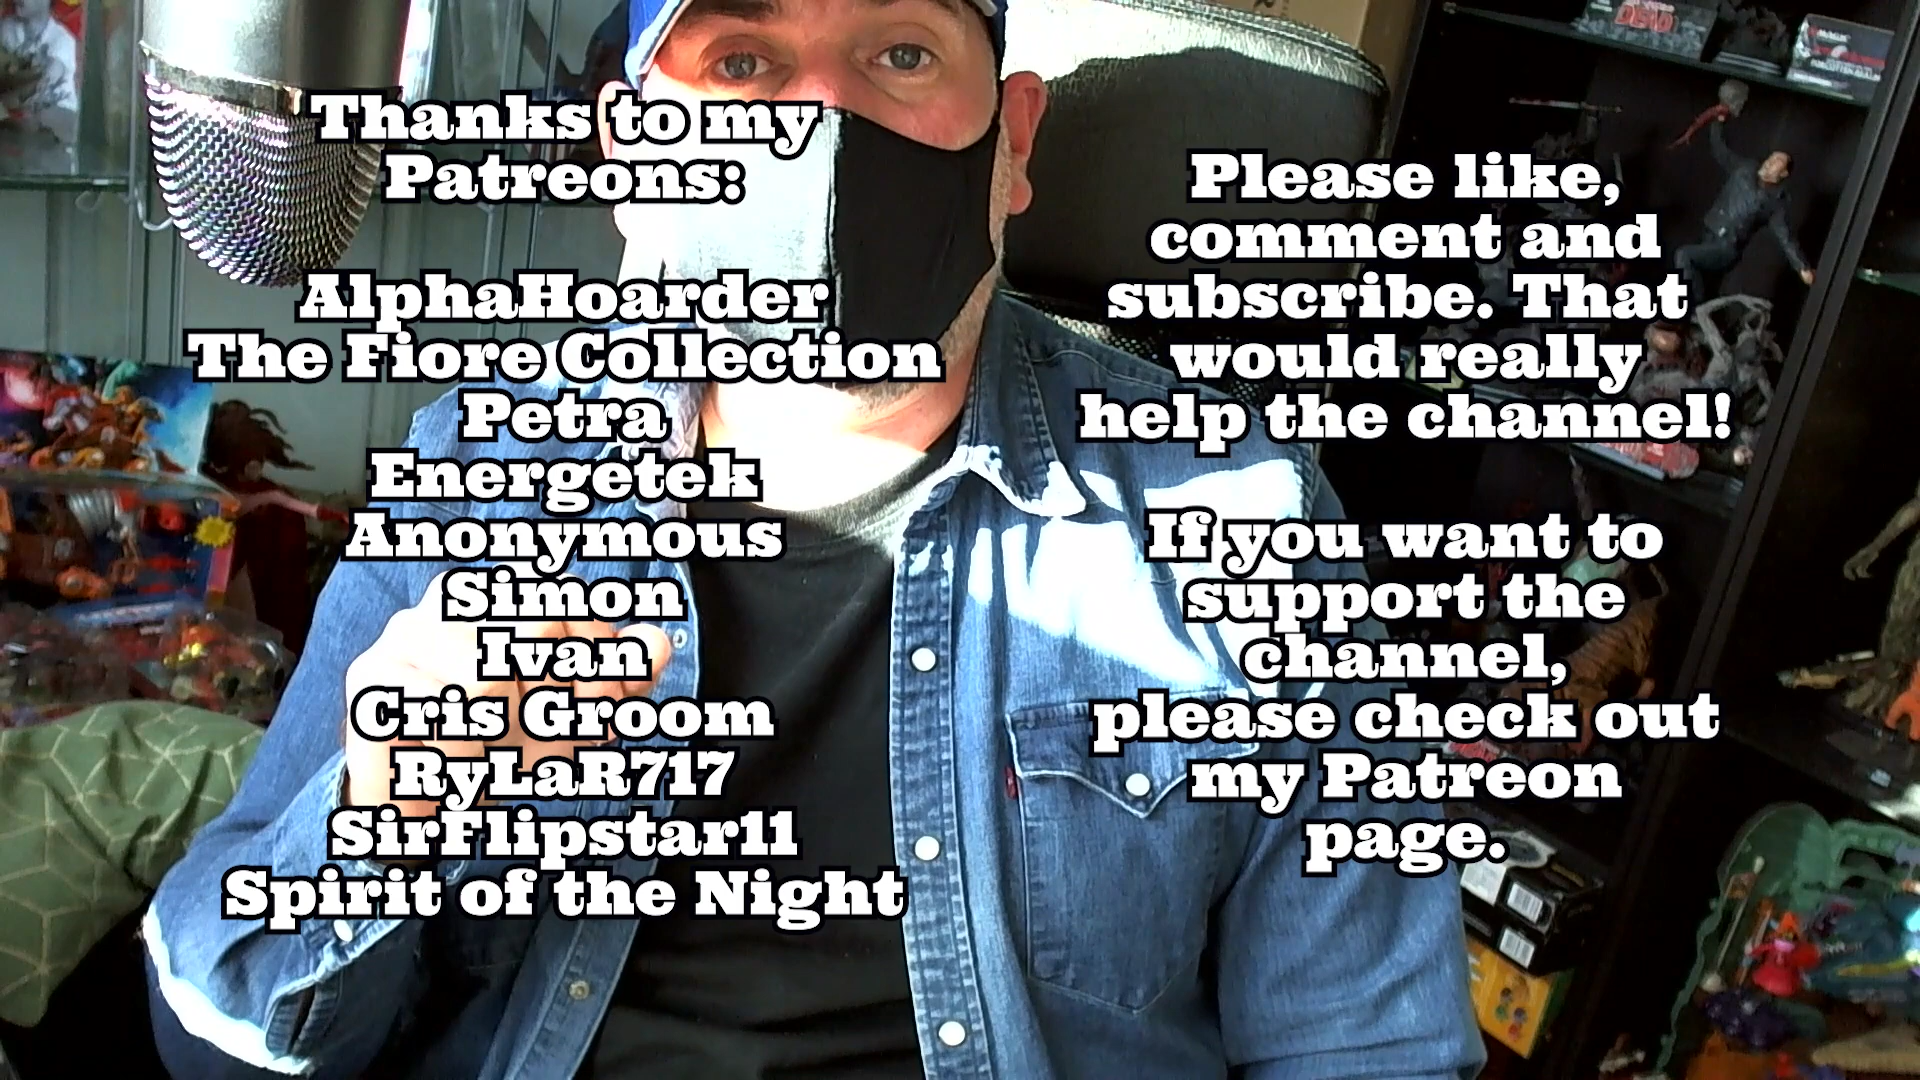 Thanks to my
Patreons:
AlphaHoarder
The Fiore Collection
Petra
Energetek
Anonymous
Simon
Ivan
Cris Groom
RyLaR717
SirFlipstar11
Spirit of the Night
Please like,
comment and
subscribe. That
would really
help the channel!
If you want to
support the
channel,
please check out
my Patreon
page.